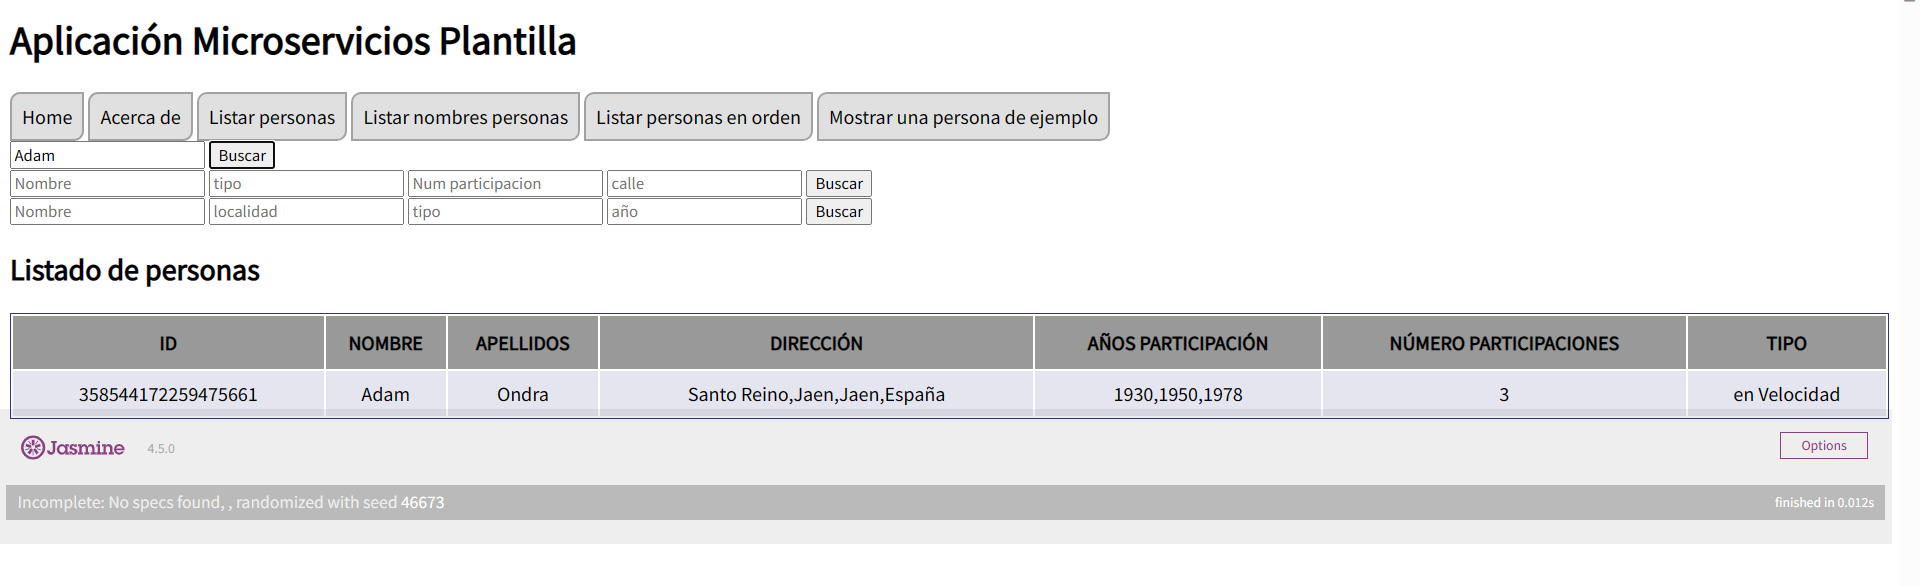 Aplicación Microservicios Plantilla
Home Acerca de Listar personas Listar nombres personas Listar personas en orden Mostrar una persona de ejemplo
Adam Buscar
Nombre tipo Num participacion calle Buscar
Nombre localidad tipo año Buscar
Listado de personas
ID NOMBRE APELLIDOS DIRECCIÓN AÑOS PARTICIPACIÓN NÚMERO PARTICIPACIONES TIPO
358544172259475661 Adam Ondra Santo Reino,Jaen,Jaen,España 1930,1950,1978 3 en Velocidad
Jasmine 4.5.0 Options
Incomplete: No specs found, , randomized with seed 46673 finished in 0.012s